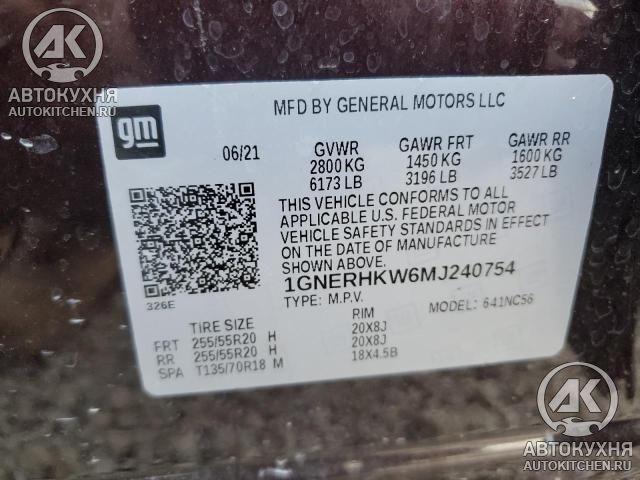 AK
АВТОКУХНЯ
AUTOKITCHEN.RU
gm
MFD BY GENERAL MOTORS LLC
06/21
GVWR GAWR FRT GAWR RR
2800 KG 1450 KG 1600 KG
6173 LB 3196 LB 3527 LB
THIS VEHICLE CONFORMS TO ALL
APPLICABLE U.S. FEDERAL MOTOR
VEHICLE SAFETY STANDARDS IN EFFECT
ON THE DATE OF MANUFACTURE
SHOWN ABOVE.
1GNERHKW6MJ240754
326E
TYPE: M.P.V. MODEL: 641NC56
TIRE SIZE RIM
FRT 255/55R20 H 20X8J
RR 255/55R20 H 20X8J
SPA T135/70R18 M 18X4.5B
AK
АВТОКУХНЯ
AUTOKITCHEN.RU